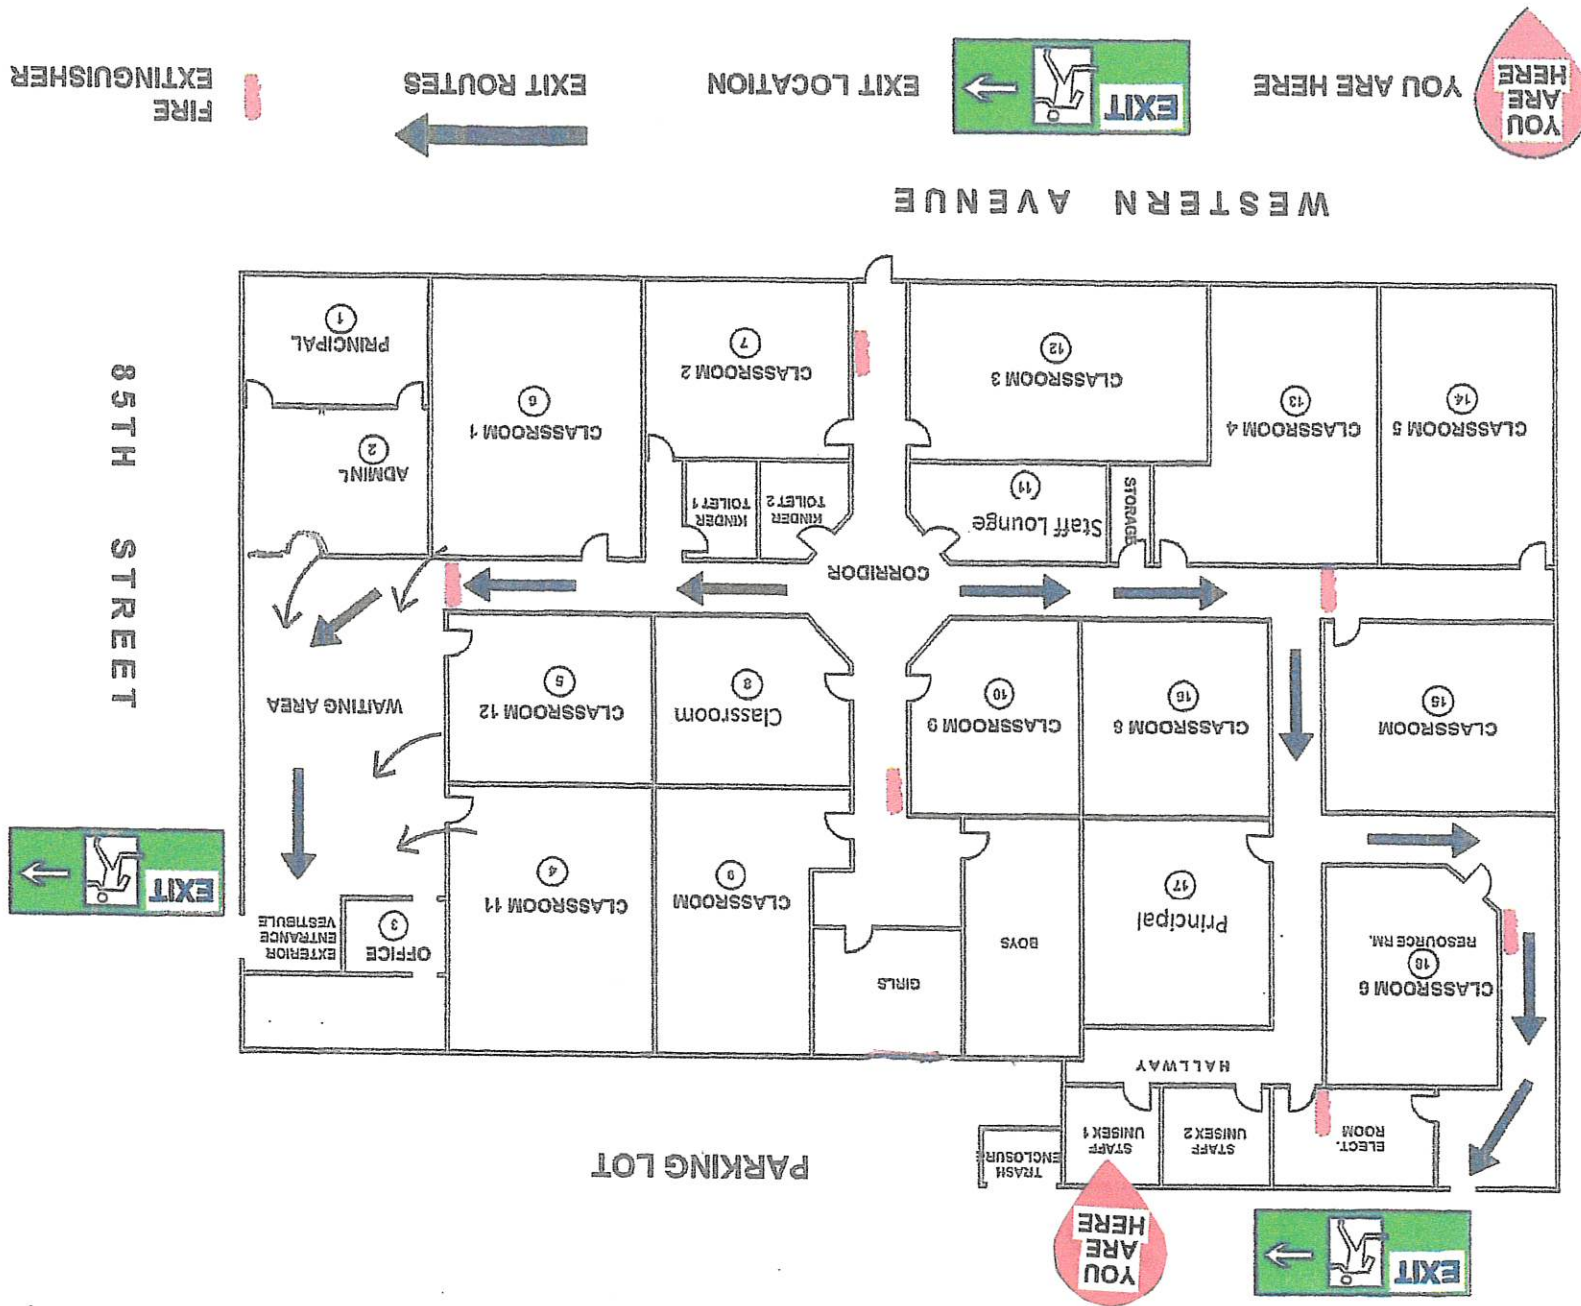 EXIT
YOU
ARE
HERE
ELECT.
ROOM
STAFF
UNISEX 2
STAFF
UNISEX 1
TRASH
ENCLOSURE
PARKING LOT
HALLWAY
CLASSROOM 6
18
RESOURCE RM.
Principal
17
BOYS
GIRLS
CLASSROOM
9
CLASSROOM 11
4
OFFICE
3
EXTERIOR
ENTRANCE
VESTIBULE
EXIT
CLASSROOM
15
CLASSROOM 8
16
CLASSROOM 9
10
Classroom
8
CLASSROOM 12
5
WAITING AREA
85TH STREET
CORRIDOR
STORAGE
Staff Lounge
11
KINDER
TOILET 2
KINDER
TOILET 1
ADMIN'L
2
CLASSROOM 5
14
CLASSROOM 4
13
CLASSROOM 3
12
CLASSROOM 2
7
CLASSROOM 1
6
PRINCIPAL
1
WESTERN AVENUE
YOU
ARE
HERE
YOU ARE HERE
EXIT
EXIT LOCATION
EXIT ROUTES
FIRE
EXTINGUISHER